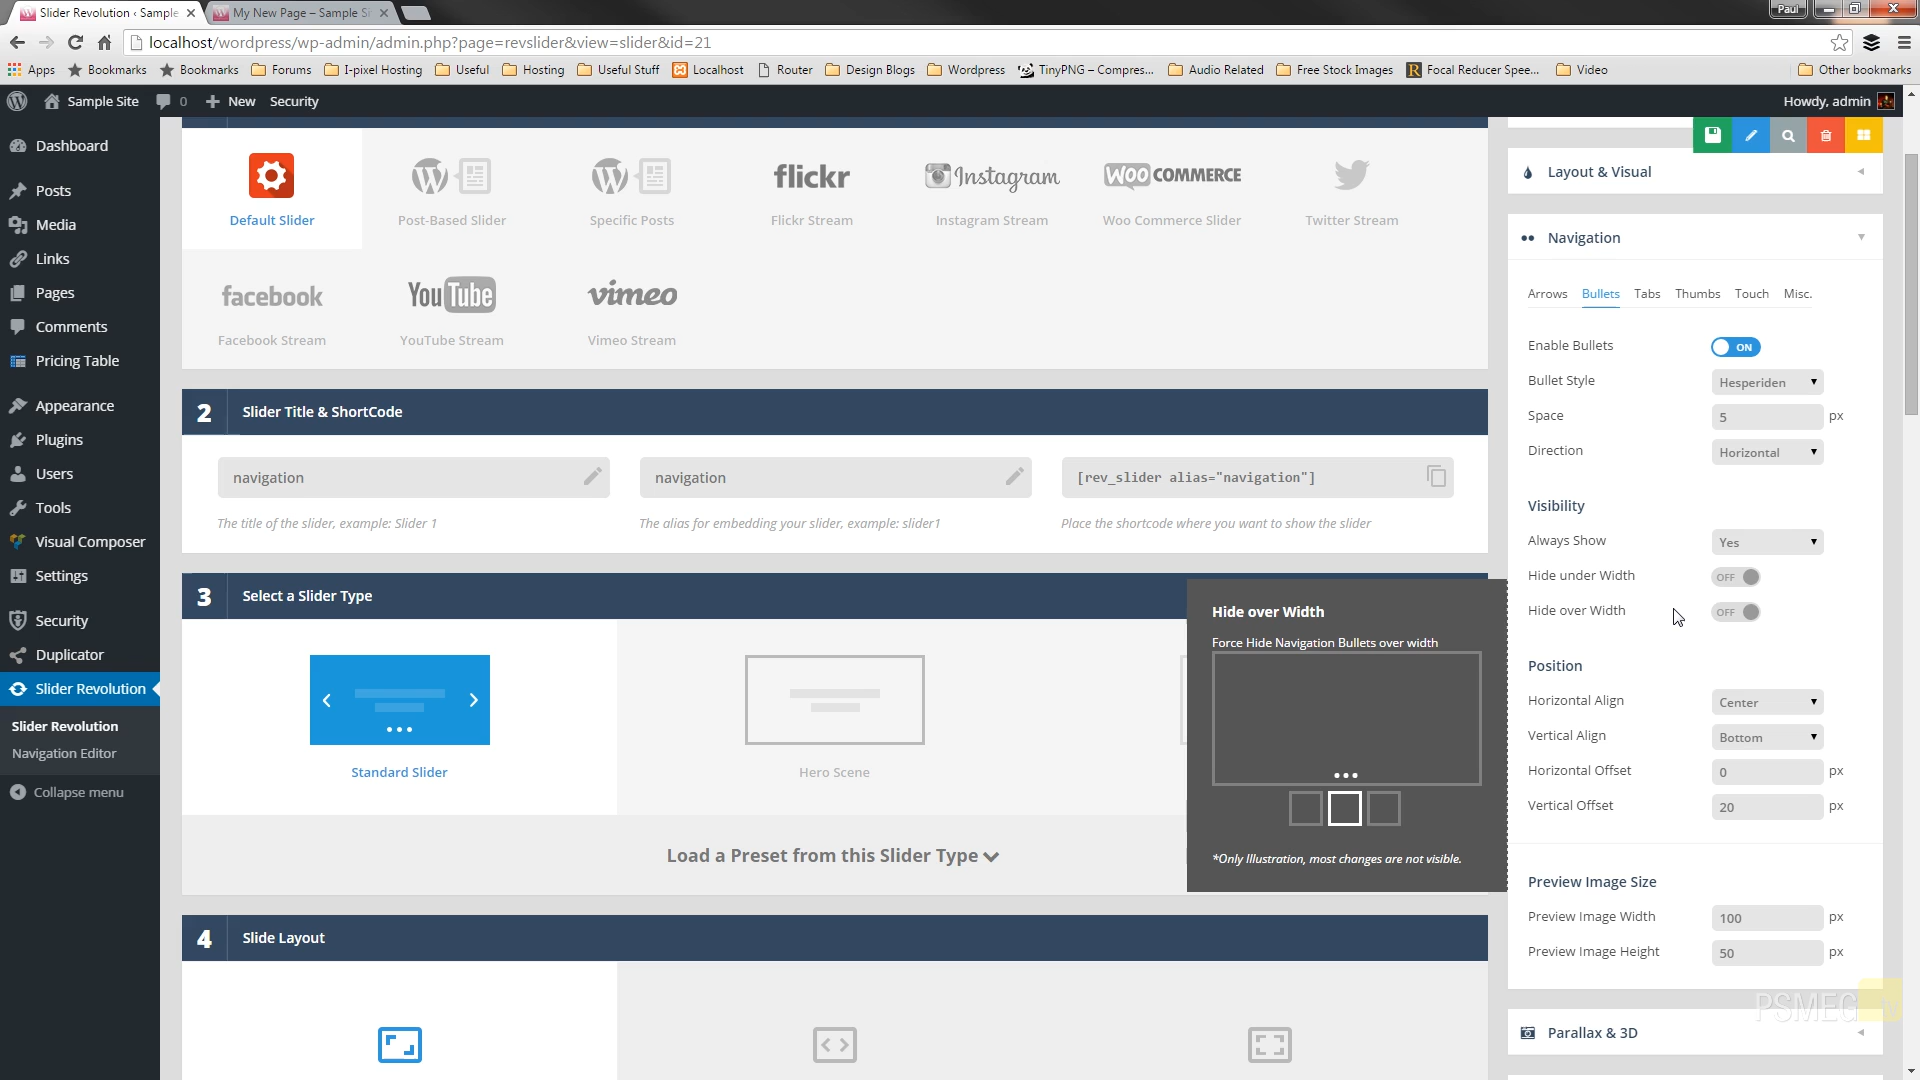 Slider Revolution ‹ Sample
My New Page – Sample Si
Paul
localhost/wordpress/wp-admin/admin.php?page=revslider&view=slider&id=21
Apps
Bookmarks
Bookmarks
Forums
I-pixel Hosting
Useful
Hosting
Useful Stuff
Localhost
Router
Design Blogs
Wordpress
TinyPNG – Compres...
Audio Related
Free Stock Images
Focal Reducer Spee...
Video
Other bookmarks
Sample Site
0
New
Security
Howdy, admin
Dashboard
Posts
Media
Links
Pages
Comments
Pricing Table
Appearance
Plugins
Users
Tools
Visual Composer
Settings
Security
Duplicator
Slider Revolution
Slider Revolution
Navigation Editor
Collapse menu
Default Slider
Post-Based Slider
Specific Posts
flickr
Flickr Stream
Instagram
Instagram Stream
WOO COMMERCE
Woo Commerce Slider
Twitter Stream
facebook
Facebook Stream
YouTube
YouTube Stream
vimeo
Vimeo Stream
2 Slider Title & ShortCode
navigation
navigation
[rev_slider alias="navigation"]
The title of the slider, example: Slider 1
The alias for embedding your slider, example: slider1
Place the shortcode where you want to show the slider
3 Select a Slider Type
Standard Slider
Hero Scene
Load a Preset from this Slider Type
Hide over Width
Force Hide Navigation Bullets over width
*Only Illustration, most changes are not visible.
4 Slide Layout
Layout & Visual
Navigation
Arrows Bullets Tabs Thumbs Touch Misc.
Enable Bullets ON
Bullet Style Hesperiden
Space 5 px
Direction Horizontal
Visibility
Always Show Yes
Hide under Width OFF
Hide over Width OFF
Position
Horizontal Align Center
Vertical Align Bottom
Horizontal Offset 0 px
Vertical Offset 20 px
Preview Image Size
Preview Image Width 100 px
Preview Image Height 50 px
PSMEG
Parallax & 3D